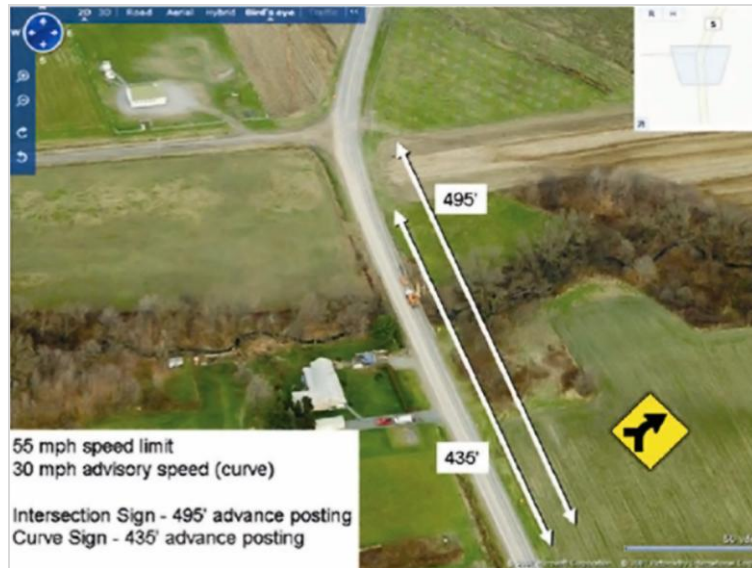 2D 3D Road Aerial Hybrid Bird's eye Traffic
W E
S
S
495'
435'
55 mph speed limit
30 mph advisory speed (curve)
Intersection Sign - 495' advance posting
Curve Sign - 435' advance posting